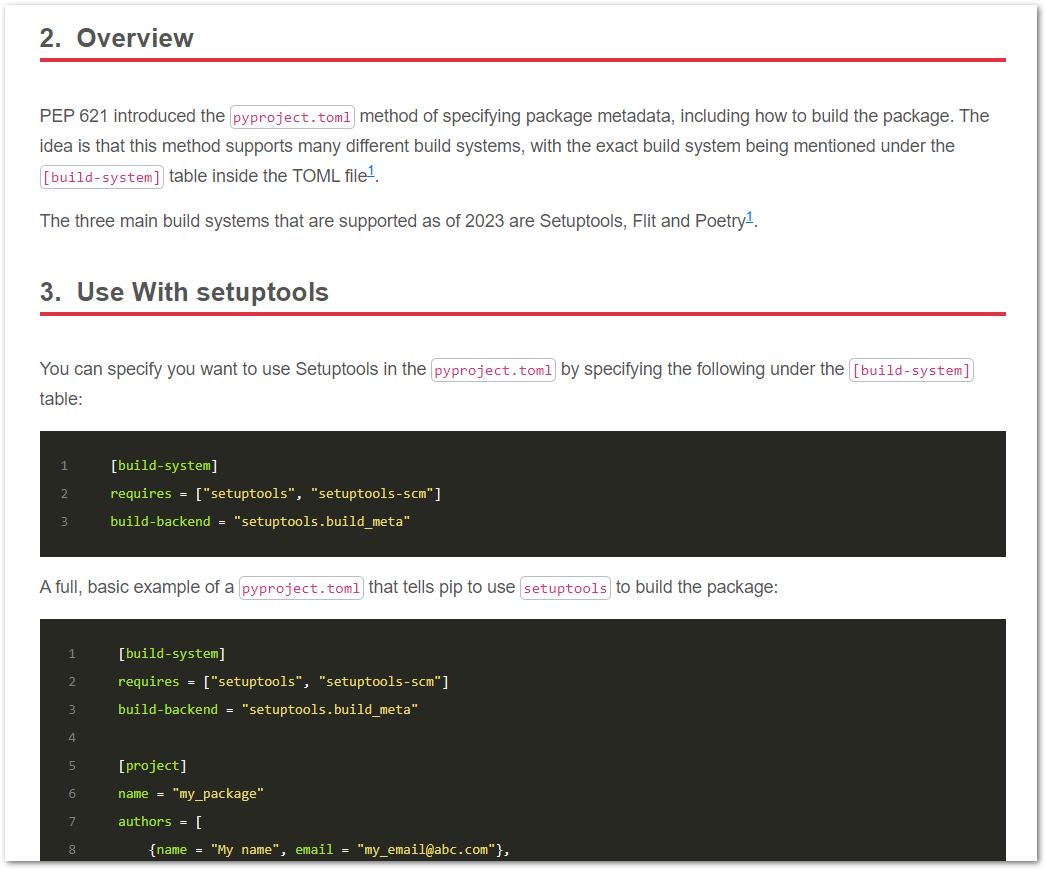 2. Overview
PEP 621 introduced the pyproject.toml method of specifying package metadata, including how to build the package. The
idea is that this method supports many different build systems, with the exact build system being mentioned under the
[build-system] table inside the TOML file1.
The three main build systems that are supported as of 2023 are Setuptools, Flit and Poetry1.
3. Use With setuptools
You can specify you want to use Setuptools in the pyproject.toml by specifying the following under the [build-system]
table:
1 [build-system]
2 requires = ["setuptools", "setuptools-scm"]
3 build-backend = "setuptools.build_meta"
A full, basic example of a pyproject.toml that tells pip to use setuptools to build the package:
1 [build-system]
2 requires = ["setuptools", "setuptools-scm"]
3 build-backend = "setuptools.build_meta"
4
5 [project]
6 name = "my_package"
7 authors = [
8 {name = "My name", email = "my_email@abc.com"},